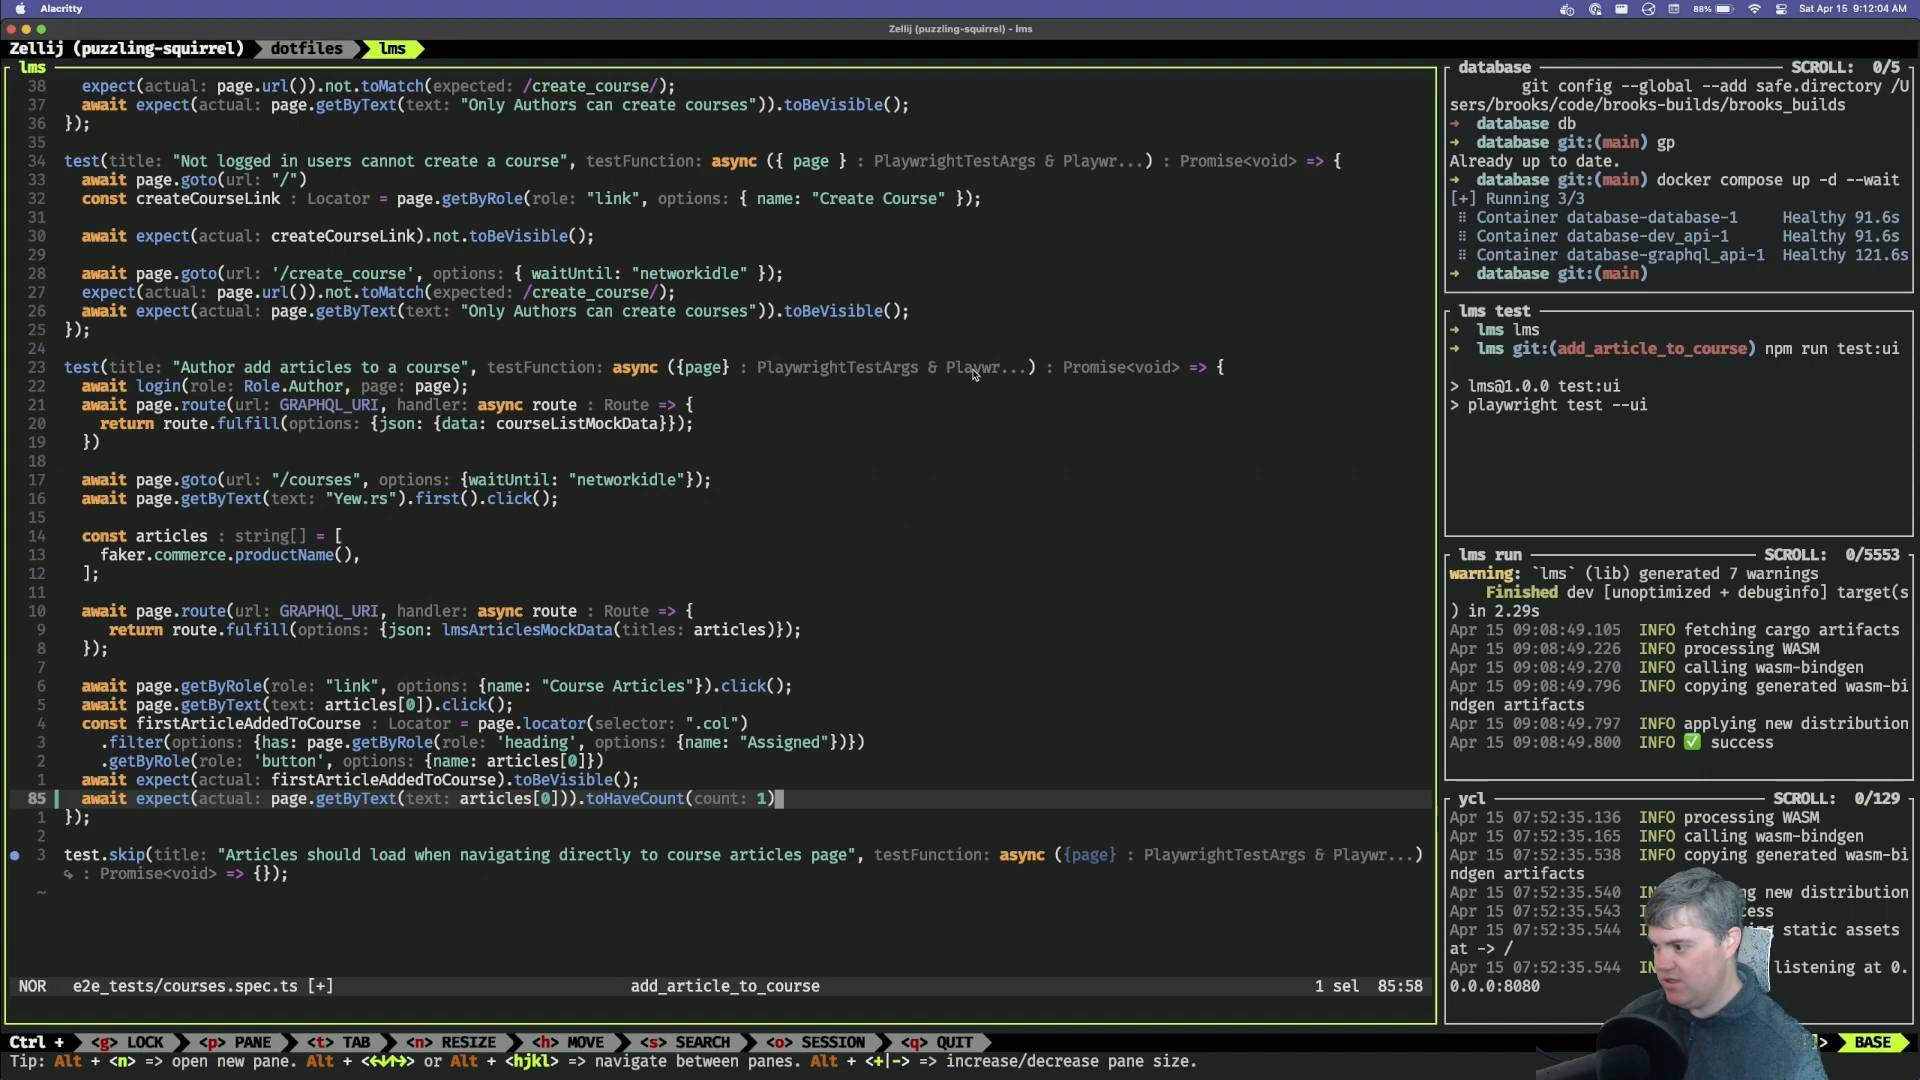 Alacritty
88%
Sat Apr 15 9:12:04 AM
Zellij (puzzling-squirrel) - lms
Zellij (puzzling-squirrel) dotfiles lms
lms
38 expect(actual: page.url()).not.toMatch(expected: /create_course/);
37 await expect(actual: page.getByText(text: "Only Authors can create courses")).toBeVisible();
36 });
35
34 test(title: "Not logged in users cannot create a course", testFunction: async ({ page } : PlaywrightTestArgs & Playwr...) : Promise<void> => {
33 await page.goto(url: "/")
32 const createCourseLink : Locator = page.getByRole(role: "link", options: { name: "Create Course" });
31
30 await expect(actual: createCourseLink).not.toBeVisible();
29
28 await page.goto(url: '/create_course', options: { waitUntil: "networkidle" });
27 expect(actual: page.url()).not.toMatch(expected: /create_course/);
26 await expect(actual: page.getByText(text: "Only Authors can create courses")).toBeVisible();
25 });
24
23 test(title: "Author add articles to a course", testFunction: async ({page} : PlaywrightTestArgs & Playwr...) : Promise<void> => {
22 await login(role: Role.Author, page: page);
21 await page.route(url: GRAPHQL_URI, handler: async route : Route => {
20 return route.fulfill(options: {json: {data: courseListMockData}});
19 })
18
17 await page.goto(url: "/courses", options: {waitUntil: "networkidle"});
16 await page.getByText(text: "Yew.rs").first().click();
15
14 const articles : string[] = [
13 faker.commerce.productName(),
12 ];
11
10 await page.route(url: GRAPHQL_URI, handler: async route : Route => {
9 return route.fulfill(options: {json: lmsArticlesMockData(titles: articles)});
8 });
7
6 await page.getByRole(role: "link", options: {name: "Course Articles"}).click();
5 await page.getByText(text: articles[0]).click();
4 const firstArticleAddedToCourse : Locator = page.locator(selector: ".col")
3 .filter(options: {has: page.getByRole(role: 'heading', options: {name: "Assigned"})})
2 .getByRole(role: 'button', options: {name: articles[0]})
1 await expect(actual: firstArticleAddedToCourse).toBeVisible();
85 await expect(actual: page.getByText(text: articles[0])).toHaveCount(count: 1)
1 });
2
3 test.skip(title: "Articles should load when navigating directly to course articles page", testFunction: async ({page} : PlaywrightTestArgs & Playwr...)
↪ : Promise<void> => {});
~
NOR e2e_tests/courses.spec.ts [+] add_article_to_course 1 sel 85:58
database SCROLL: 0/5
git config --global --add safe.directory /U
sers/brooks/code/brooks-builds/brooks_builds
→ database db
→ database git:(main) gp
Already up to date.
→ database git:(main) docker compose up -d --wait
[+] Running 3/3
⠿ Container database-database-1 Healthy 91.6s
⠿ Container database-dev_api-1 Healthy 91.6s
⠿ Container database-graphql_api-1 Healthy 121.6s
→ database git:(main)
lms test
→ lms lms
→ lms git:(add_article_to_course) npm run test:ui
> lms@1.0.0 test:ui
> playwright test --ui
lms run SCROLL: 0/5553
warning: `lms` (lib) generated 7 warnings
Finished dev [unoptimized + debuginfo] target(s
) in 2.29s
Apr 15 09:08:49.105 INFO fetching cargo artifacts
Apr 15 09:08:49.226 INFO processing WASM
Apr 15 09:08:49.270 INFO calling wasm-bindgen
Apr 15 09:08:49.796 INFO copying generated wasm-bi
ndgen artifacts
Apr 15 09:08:49.797 INFO applying new distribution
Apr 15 09:08:49.800 INFO ✅ success
ycl SCROLL: 0/129
Apr 15 07:52:35.136 INFO processing WASM
Apr 15 07:52:35.165 INFO calling wasm-bindgen
Apr 15 07:52:35.538 INFO copying generated wasm-bi
ndgen artifacts
Apr 15 07:52:35.540 new distribution
Apr 15 07:52:35.543
Apr 15 07:52:35.544 static assets
at -> /
Apr 15 07:52:35.544 listening at 0.
0.0.0:8080
Ctrl + <g> LOCK <p> PANE <t> TAB <n> RESIZE <h> MOVE <s> SEARCH <o> SESSION <q> QUIT > BASE
Tip: Alt + <n> => open new pane. Alt + <←↓↑→> or Alt + <hjkl> => navigate between panes. Alt + <+|-> => increase/decrease pane size.